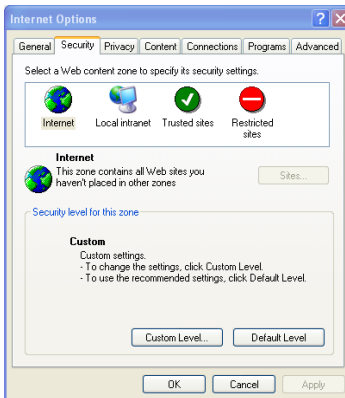 Internet Options
General Security Privacy Content Connections Programs Advanced
Select a Web content zone to specify its security settings.
Internet Local intranet Trusted sites Restricted sites
Internet
This zone contains all Web sites you
haven't placed in other zones
Sites...
Security level for this zone
Custom
Custom settings.
- To change the settings, click Custom Level.
- To use the recommended settings, click Default Level.
Custom Level... Default Level
OK Cancel Apply